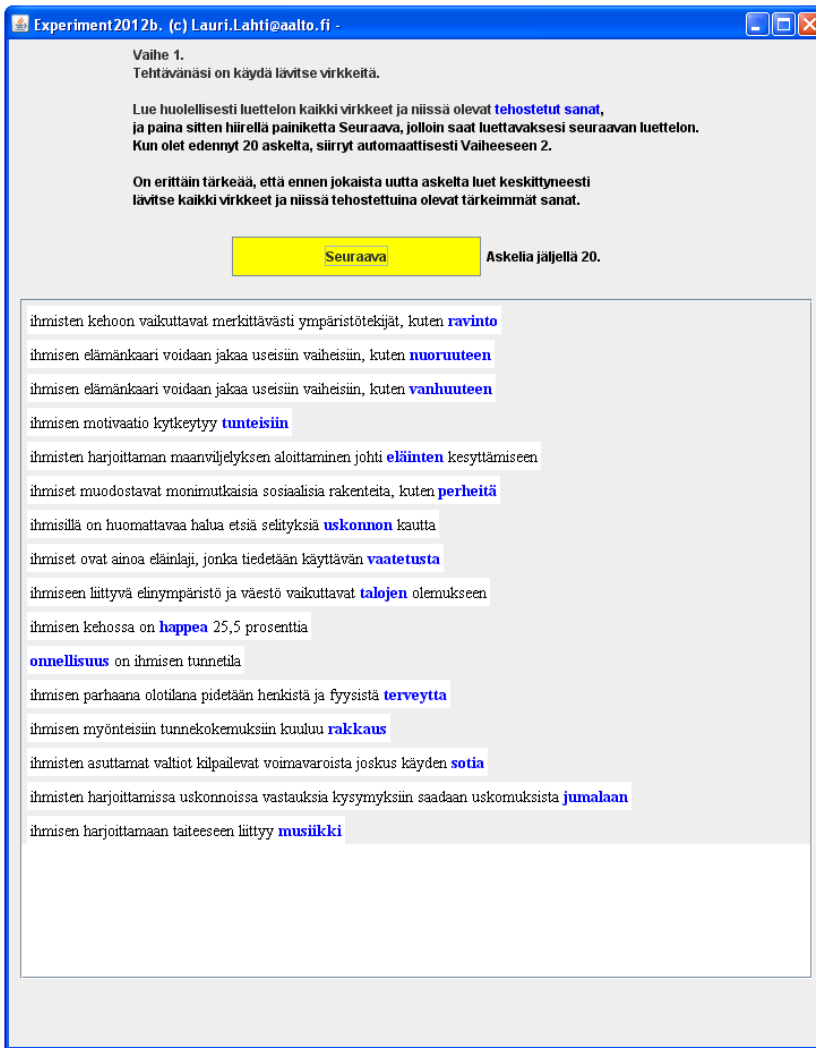 Experiment2012b. (c) Lauri.Lahti@aalto.fi -
Vaihe 1.
Tehtävänäsi on käydä lävitse virkkeitä.
Lue huolellisesti luettelon kaikki virkkeet ja niissä olevat tehostetut sanat,
ja paina sitten hiirellä painiketta Seuraava, jolloin saat luettavaksesi seuraavan luettelon.
Kun olet edennyt 20 askelta, siirryt automaattisesti Vaiheeseen 2.
On erittäin tärkeää, että ennen jokaista uutta askelta luet keskittyneesti
lävitse kaikki virkkeet ja niissä tehostettuina olevat tärkeimmät sanat.
Seuraava Askelia jäljellä 20.
ihmisten kehoon vaikuttavat merkittävästi ympäristötekijät, kuten ravinto
ihmisen elämänkaari voidaan jakaa useisiin vaiheisiin, kuten nuoruuteen
ihmisen elämänkaari voidaan jakaa useisiin vaiheisiin, kuten vanhuuteen
ihmisen motivaatio kytkeytyy tunteisiin
ihmisten harjoittaman maanviljelyksen aloittaminen johti eläinten kesyttämiseen
ihmiset muodostavat monimutkaisia sosiaalisia rakenteita, kuten perheitä
ihmisillä on huomattavaa halua etsiä selityksiä uskonnon kautta
ihmiset ovat ainoa eläinlaji, jonka tiedetään käyttävän vaatetusta
ihmiseen liittyvä elinympäristö ja väestö vaikuttavat talojen olemukseen
ihmisen kehossa on happea 25,5 prosenttia
onnellisuus on ihmisen tunnetila
ihmisen parhaana olotilana pidetään henkistä ja fyysistä terveytta
ihmisen myönteisiin tunnekokemuksiin kuuluu rakkaus
ihmisten asuttamat valtiot kilpailevat voimavaroista joskus käyden sotia
ihmisten harjoittamissa uskonnoissa vastauksia kysymyksiin saadaan uskomuksista jumalaan
ihmisen harjoittamaan taiteeseen liittyy musiikki